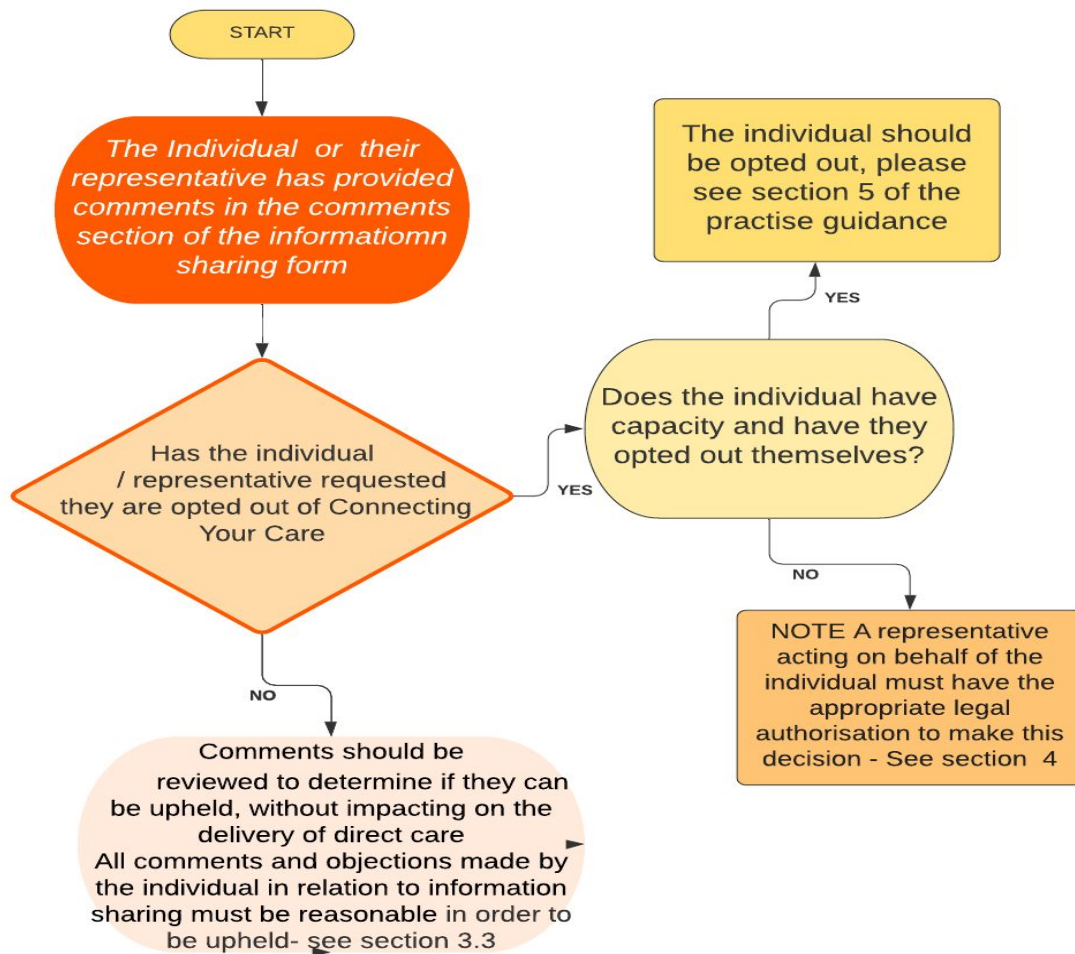 START
The Individual or their
representative has provided
comments in the comments
section of the informatiomn
sharing form
Has the individual
/ representative requested
they are opted out of Connecting
Your Care
YES
Does the individual have
capacity and have they
opted out themselves?
YES
The individual should
be opted out, please
see section 5 of the
practise guidance
NO
NOTE A representative
acting on behalf of the
individual must have the
appropriate legal
authorisation to make this
decision - See section 4
NO
Comments should be
reviewed to determine if they can
be upheld, without impacting on the
delivery of direct care
All comments and objections made by
the individual in relation to information
sharing must be reasonable in order to
be upheld- see section 3.3